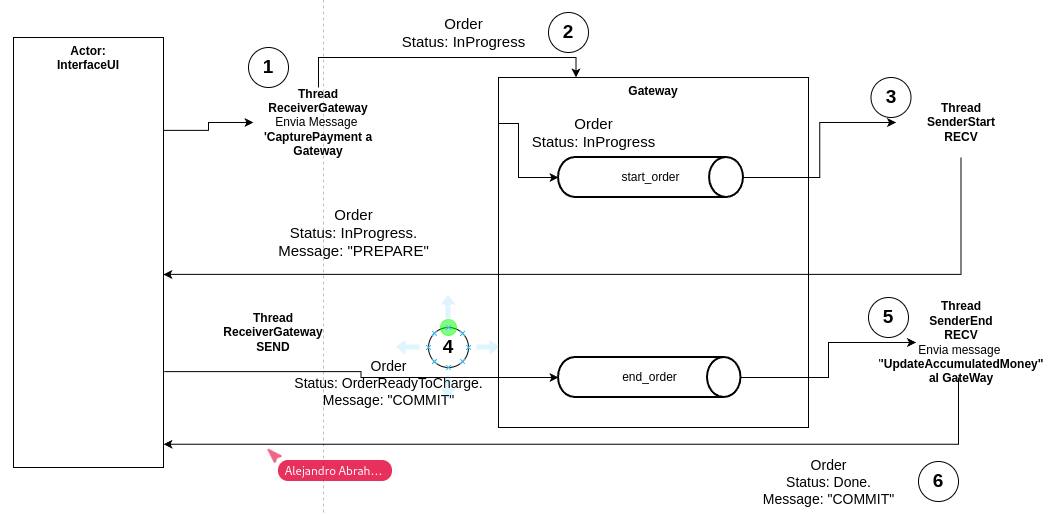 Actor:
InterfaceUI
1
Thread
ReceiverGateway
Envia Message
'CapturePayment a
Gateway
Order
Status: InProgress
2
Gateway
Order
Status: InProgress
start_order
3
Thread
SenderStart
RECV
Order
Status: InProgress.
Message: "PREPARE"
Thread
ReceiverGateway
SEND
4
Order
Status: OrderReadyToCharge.
Message: "COMMIT"
end_order
5
Thread
SenderEnd
RECV
Envia message
"UpdateAccumulatedMoney"
al GateWay
Alejandro Abrah...
Order
Status: Done.
Message: "COMMIT"
6